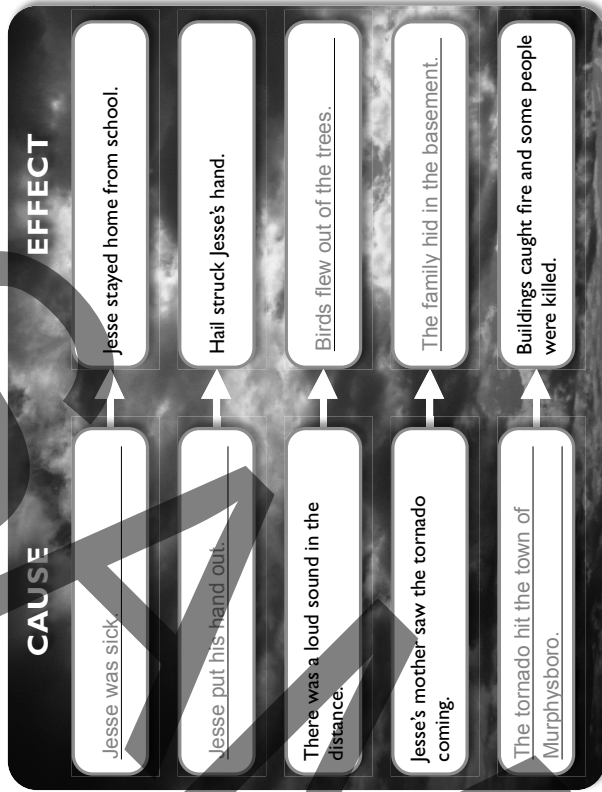 CAUSE
EFFECT
Jesse was sick.
Jesse stayed home from school.
Jesse put his hand out.
Hail struck Jesse’s hand.
There was a loud sound in the
distance.
Birds flew out of the trees.
Jesse’s mother saw the tornado
coming.
The family hid in the basement.
The tornado hit the town of
Murphysboro.
Buildings caught fire and some people
were killed.